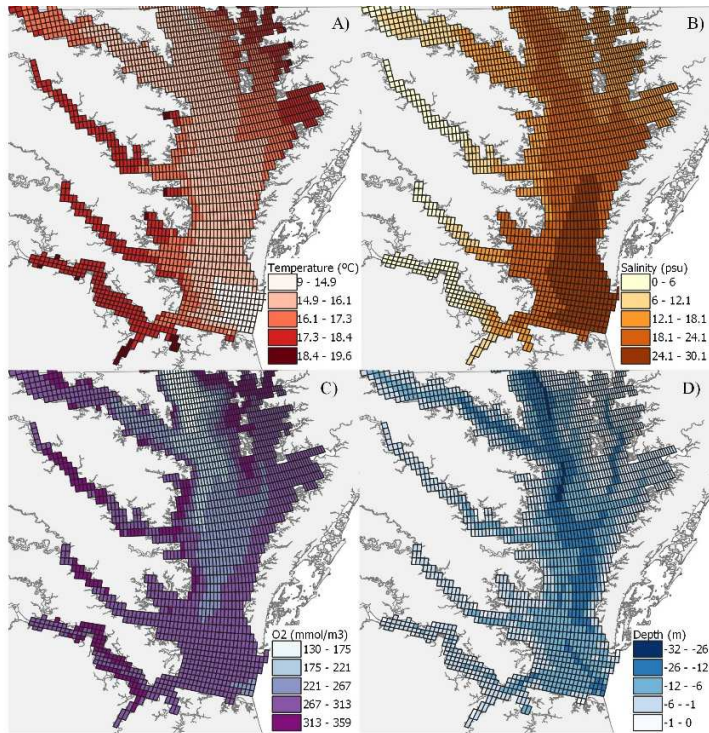 A)
Temperature (ºC)
9 - 14.9
14.9 - 16.1
16.1 - 17.3
17.3 - 18.4
18.4 - 19.6
B)
Salinity (psu)
0 - 6
6 - 12.1
12.1 - 18.1
18.1 - 24.1
24.1 - 30.1
C)
O2 (mmol/m3)
130 - 175
175 - 221
221 - 267
267 - 313
313 - 359
D)
Depth (m)
-32 - -26
-26 - -12
-12 - -6
-6 - -1
-1 - 0